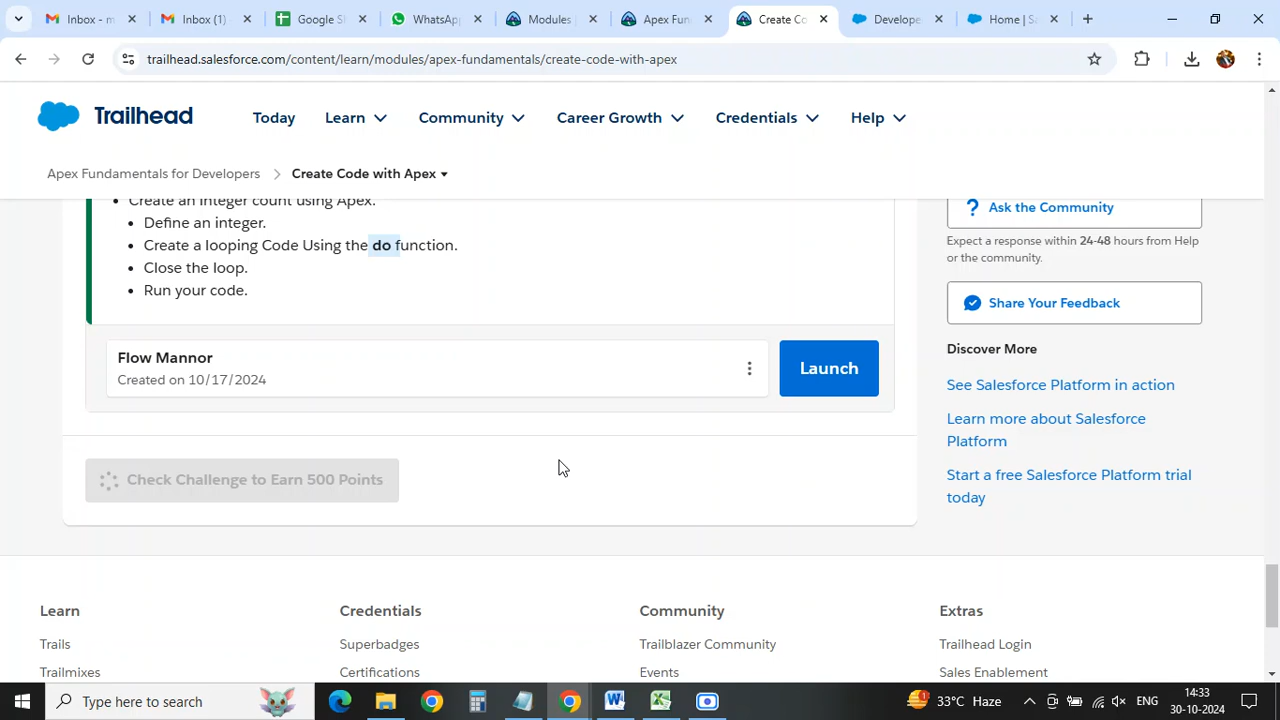 Inbox - m
Inbox (1)
Google S
WhatsAp
Modules
Apex Fun
Create Co
Develope
Home | S
trailhead.salesforce.com/content/learn/modules/apex-fundamentals/create-code-with-apex
Trailhead
Today
Learn
Community
Career Growth
Credentials
Help
Apex Fundamentals for Developers
Create Code with Apex
Create an Integer count using Apex.
Define an integer.
Create a looping Code Using the do function.
Close the loop.
Run your code.
Flow Mannor
Created on 10/17/2024
Launch
Check Challenge to Earn 500 Points
Ask the Community
Expect a response within 24-48 hours from Help
or the community.
Share Your Feedback
Discover More
See Salesforce Platform in action
Learn more about Salesforce
Platform
Start a free Salesforce Platform trial
today
Learn
Credentials
Community
Extras
Trails
Superbadges
Trailblazer Community
Trailhead Login
Trailmixes
Certifications
Events
Sales Enablement
Type here to search
33°C Haze
ENG
14:33
30-10-2024